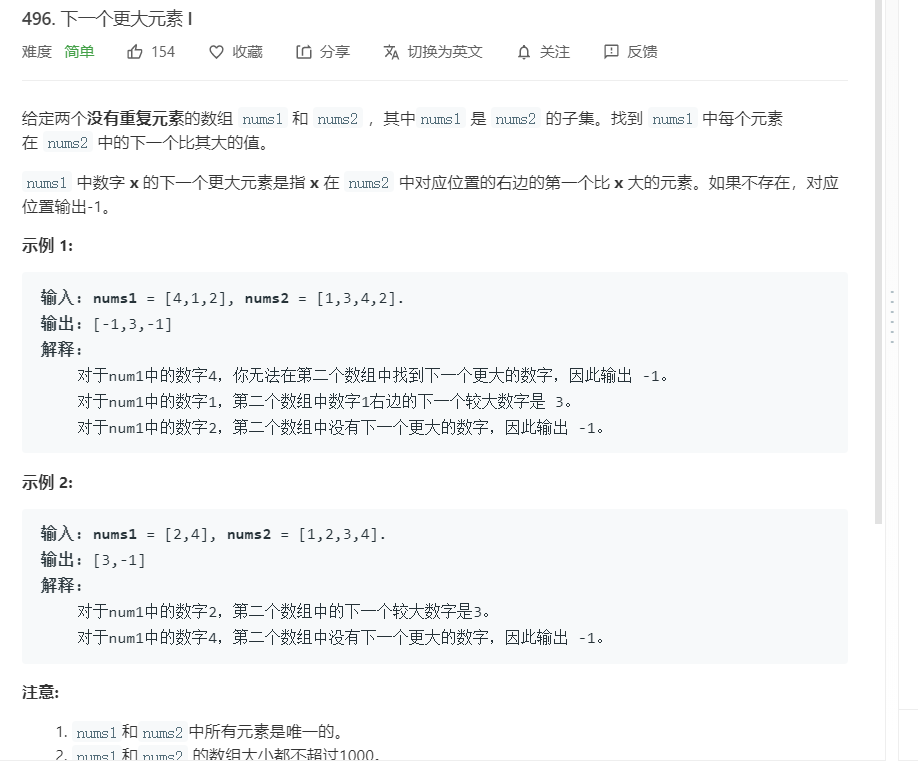 496. 下一个更大元素 I
难度 简单 154 收藏 分享 切换为英文 关注 反馈
给定两个没有重复元素的数组 nums1 和 nums2 ，其中 nums1 是 nums2 的子集。找到 nums1 中每个元素
在 nums2 中的下一个比其大的值。
nums1 中数字 x 的下一个更大元素是指 x 在 nums2 中对应位置的右边的第一个比 x 大的元素。如果不存在，对应
位置输出-1。
示例 1:
输入: nums1 = [4,1,2], nums2 = [1,3,4,2].
输出: [-1,3,-1]
解释:
对于num1中的数字4，你无法在第二个数组中找到下一个更大的数字，因此输出 -1。
对于num1中的数字1，第二个数组中数字1右边的下一个较大数字是 3。
对于num1中的数字2，第二个数组中没有下一个更大的数字，因此输出 -1。
示例 2:
输入: nums1 = [2,4], nums2 = [1,2,3,4].
输出: [3,-1]
解释:
对于num1中的数字2，第二个数组中的下一个较大数字是3。
对于num1中的数字4，第二个数组中没有下一个更大的数字，因此输出 -1。
注意:
1. nums1和nums2中所有元素是唯一的。
2. nums1和nums2 的数组大小都不超过1000。